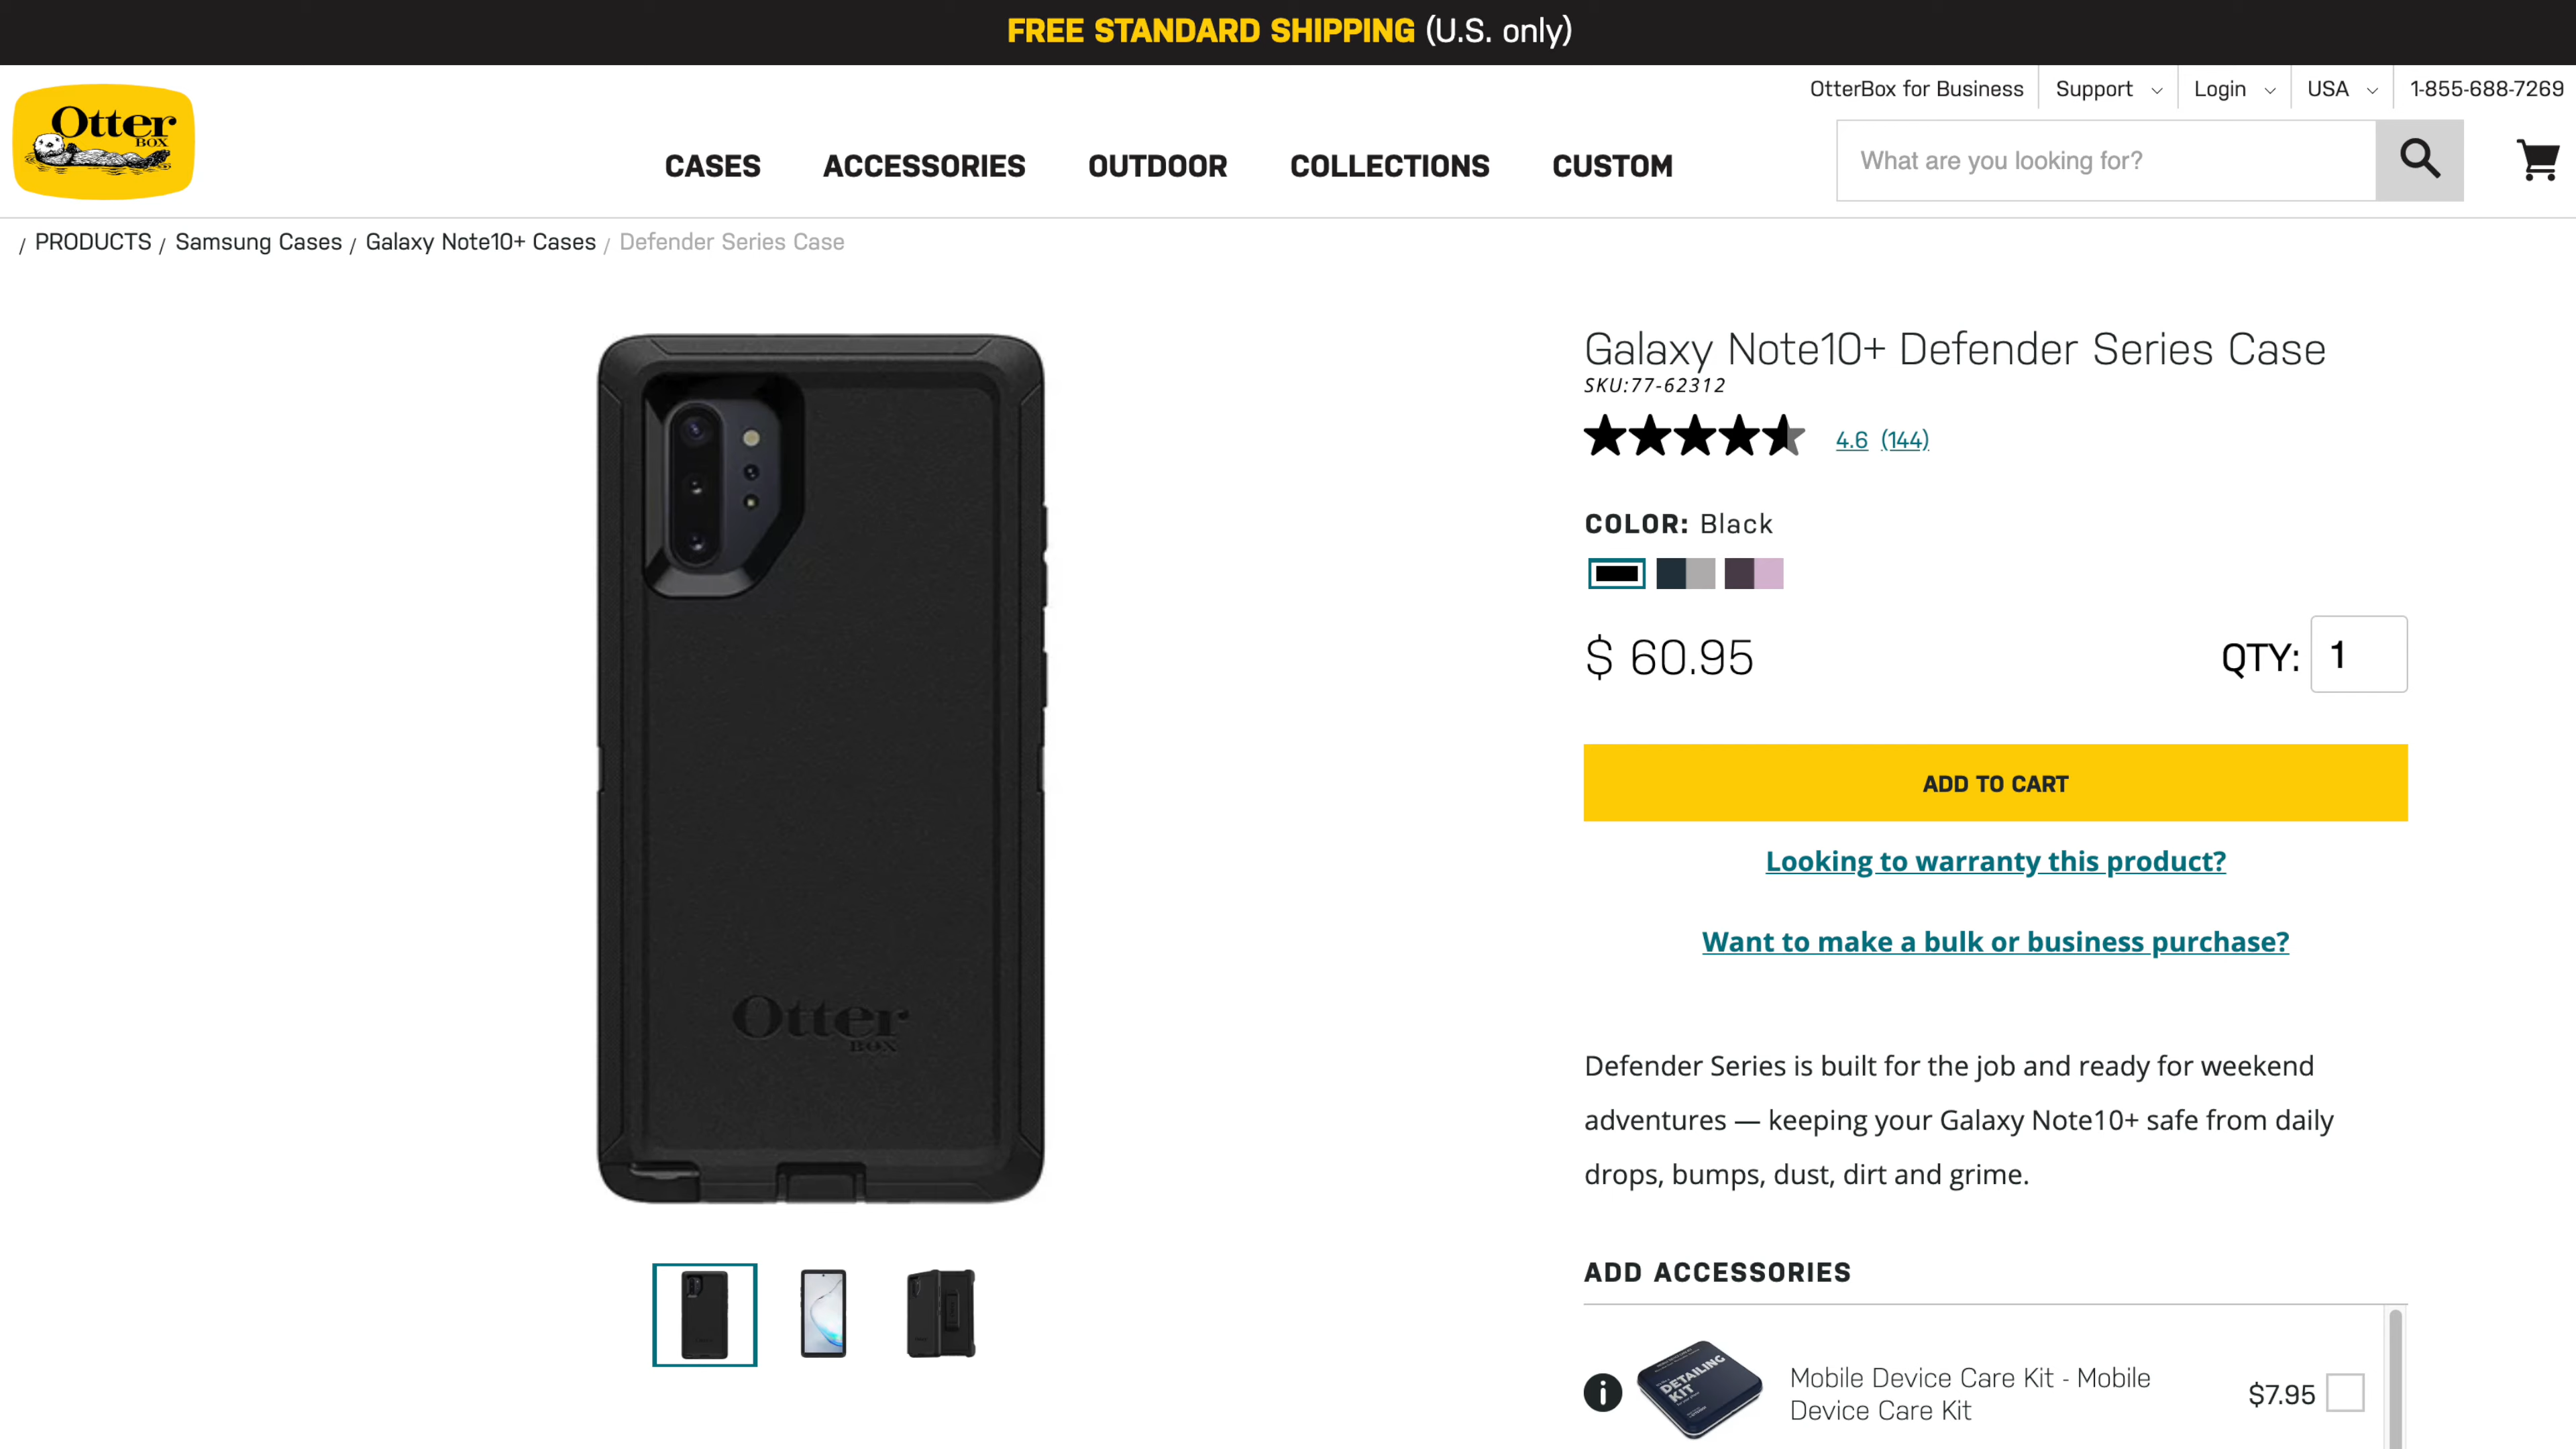 FREE STANDARD SHIPPING (U.S. only)
Otter
BOX
OtterBox for Business
Support
Login
USA
1-855-688-7269
CASES
ACCESSORIES
OUTDOOR
COLLECTIONS
CUSTOM
What are you looking for?
/ PRODUCTS / Samsung Cases / Galaxy Note10+ Cases / Defender Series Case
Otter
BOX
Galaxy Note10+ Defender Series Case
SKU:77-62312
4.6 (144)
COLOR: Black
$ 60.95
QTY: 1
ADD TO CART
Looking to warranty this product?
Want to make a bulk or business purchase?
Defender Series is built for the job and ready for weekend
adventures — keeping your Galaxy Note10+ safe from daily
drops, bumps, dust, dirt and grime.
ADD ACCESSORIES
DETAILING
KIT
Mobile Device Care Kit - Mobile
Device Care Kit
$7.95